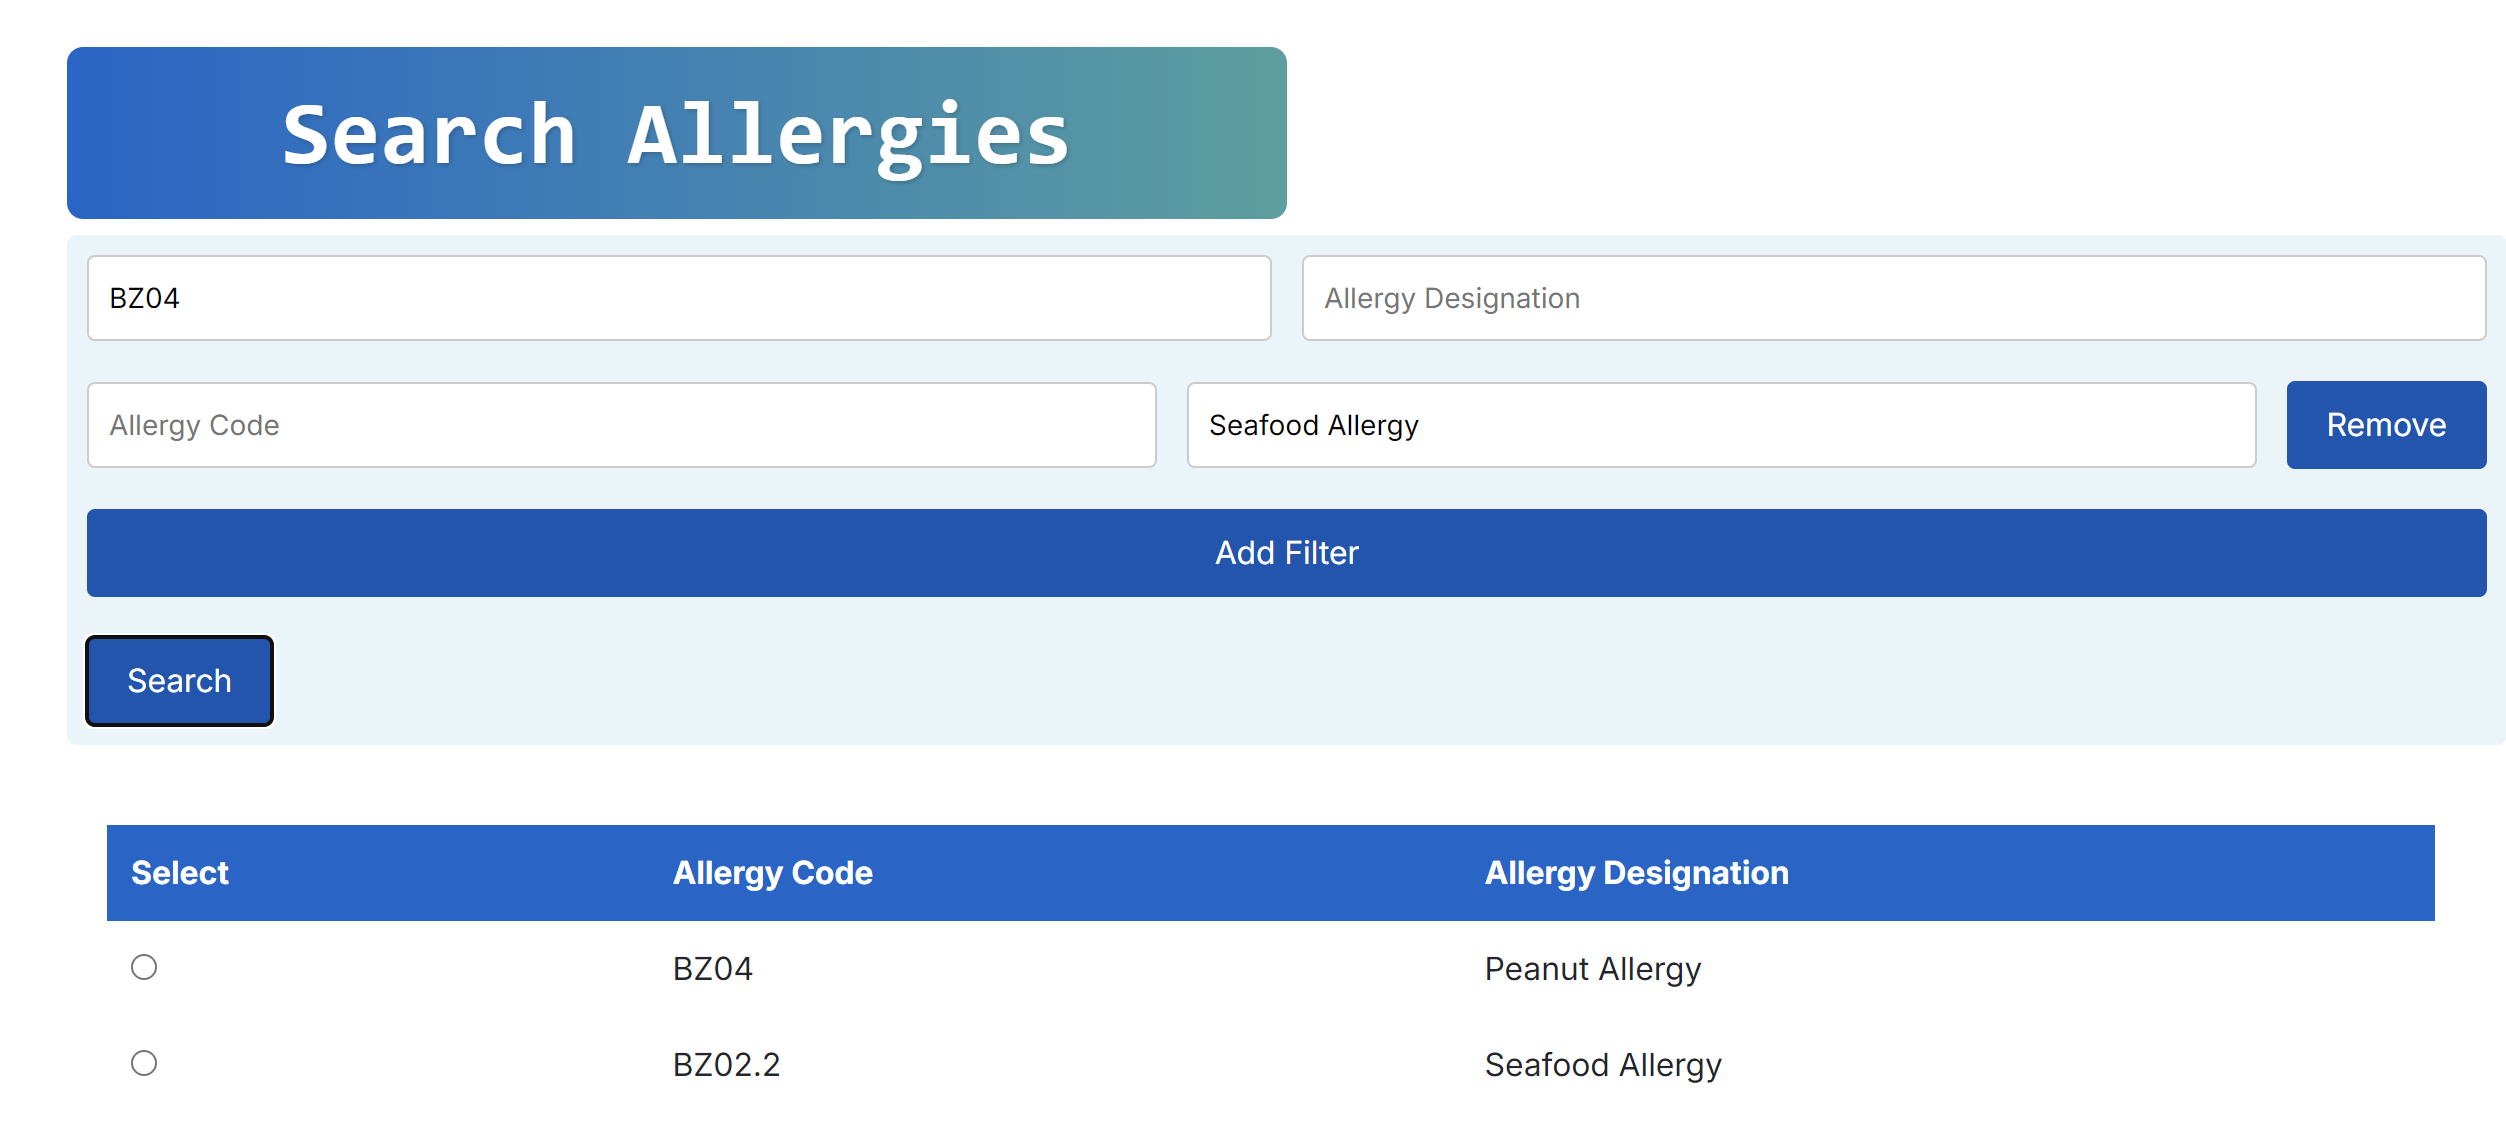 Search Allergies
BZ04 Allergy Designation
Allergy Code Seafood Allergy Remove
Add Filter
Search
Select Allergy Code Allergy Designation
BZ04 Peanut Allergy
BZ02.2 Seafood Allergy